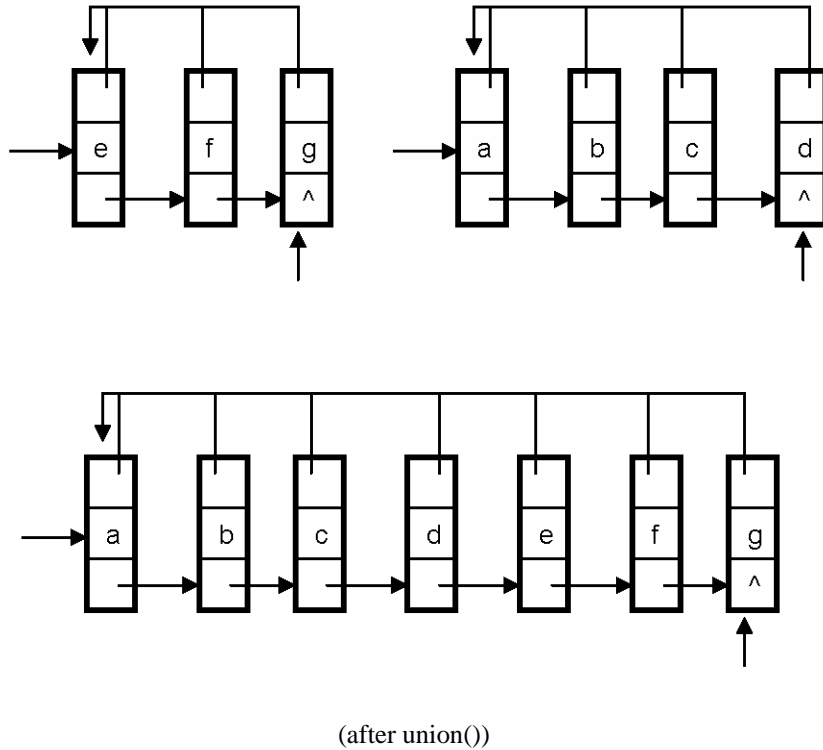 e f g a b c d
^ ^
a b c d e f g
^
(after union())